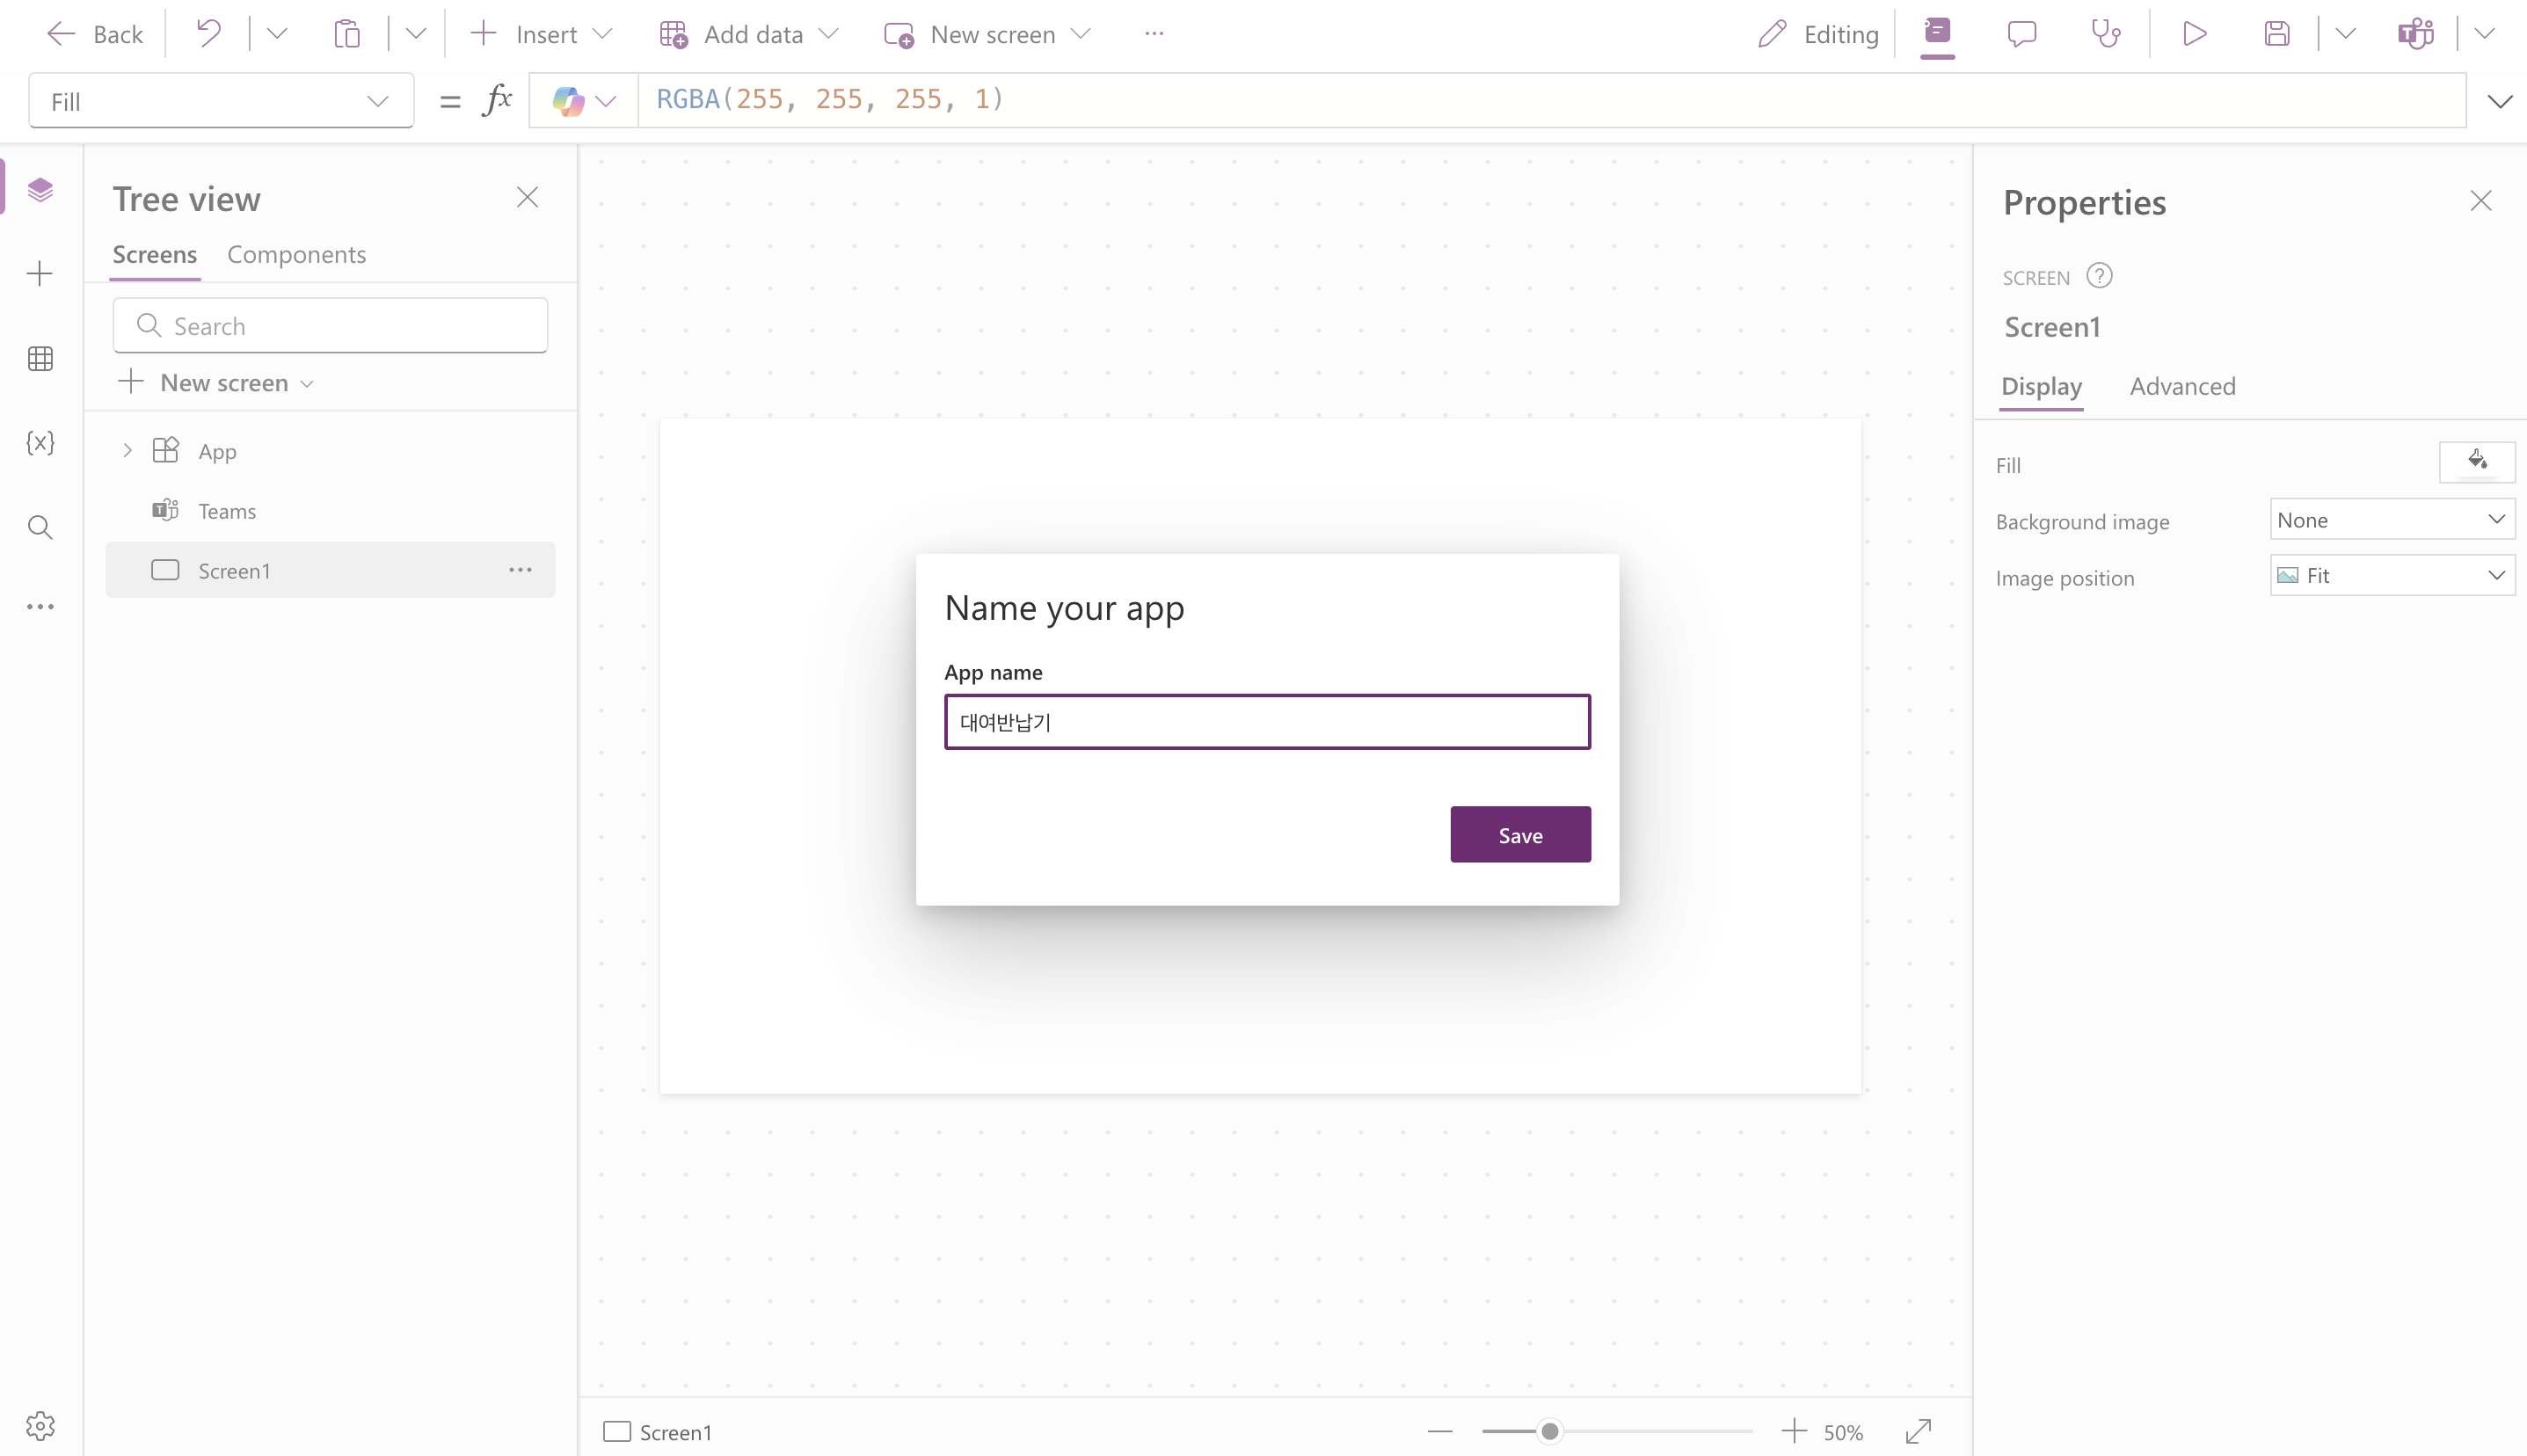 Back
Insert
Add data
New screen
...
Editing
Fill
= fx
RGBA(255, 255, 255, 1)
Tree view
Screens Components
Search
New screen
App
Teams
Screen1
Name your app
App name
대여반납기
Save
Properties
SCREEN
Screen1
Display Advanced
Fill
Background image None
Image position Fit
Screen1
50%